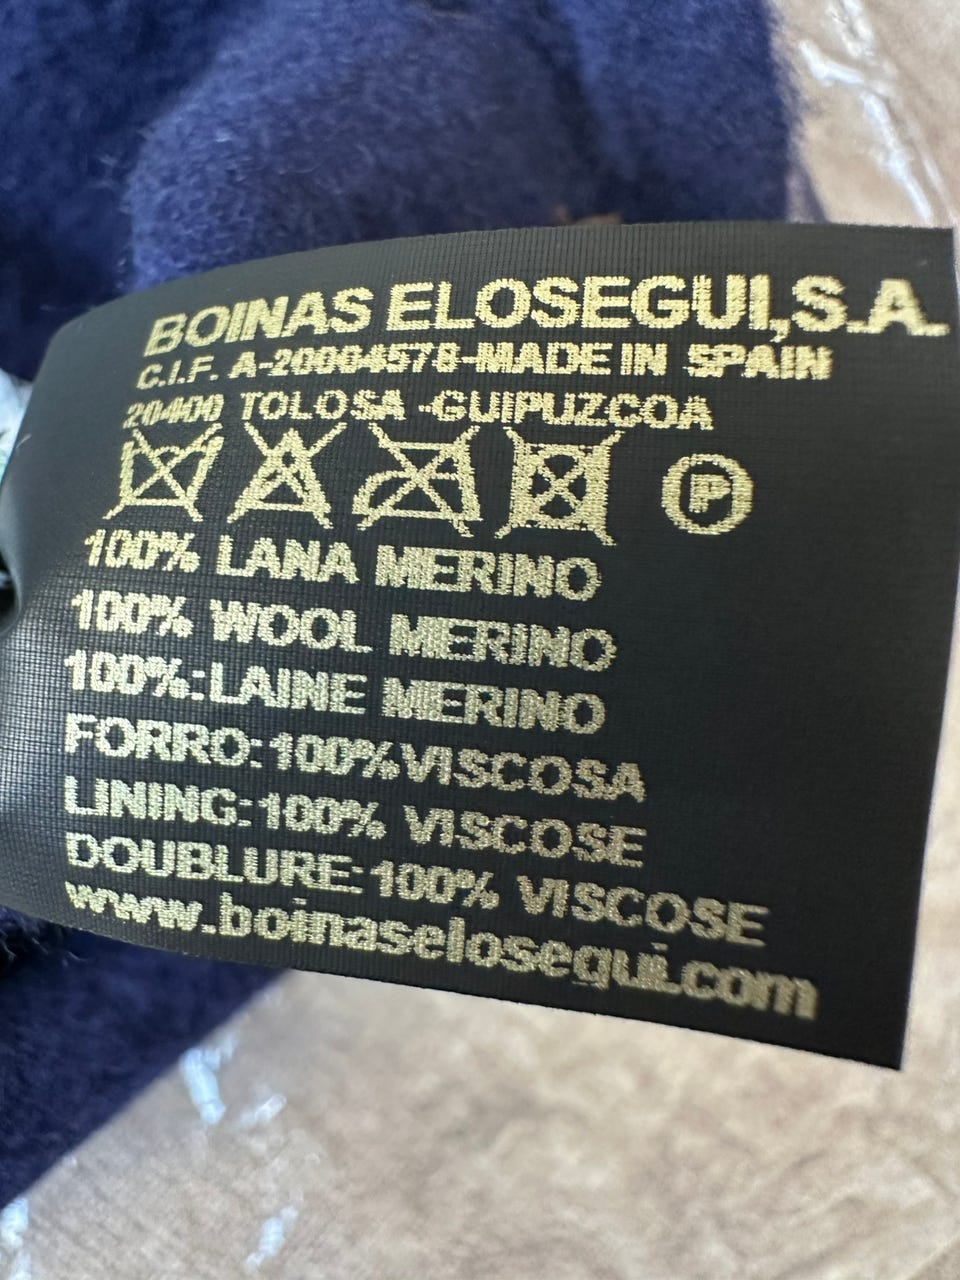 BOINAS ELOSEGUI,S.A.
C.I.F. A-20004578-MADE IN SPAIN
20400 TOLOSA -GUIPUZCOA
P
100% LANA MERINO
100% WOOL MERINO
100%:LAINE MERINO
FORRO:100%VISCOSA
LINING:100% VISCOSE
DOUBLURE:100% VISCOSE
www.boinaselosegui.com